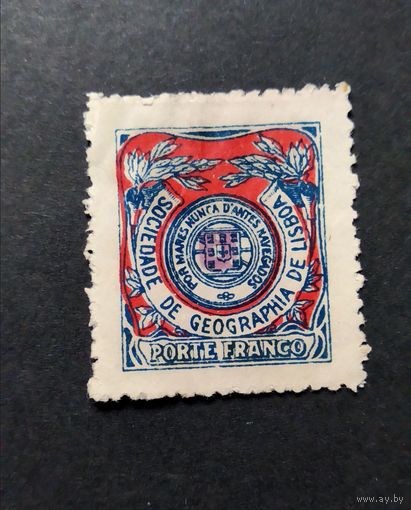 SOCIEDADE DE GEOGRAPHIA DE LISBOA
POR MARES NUNCA D'ANTES NAVEGADOS
PORTE FRANCO
www.ay.by